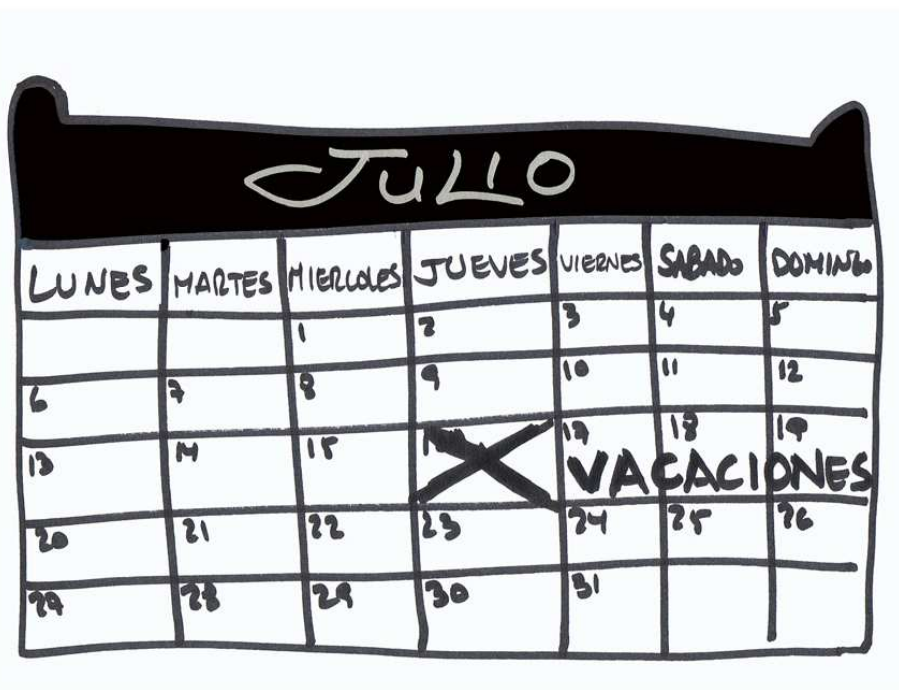 JULIO
LUNES MARTES MIERCOLES JUEVES VIERNES SABADO DOMINGO
1 2 3 4 5
6 7 8 9 10 11 12
13 14 15 17 18 19
VACACIONES
20 21 22 23 24 25 26
27 28 29 30 31